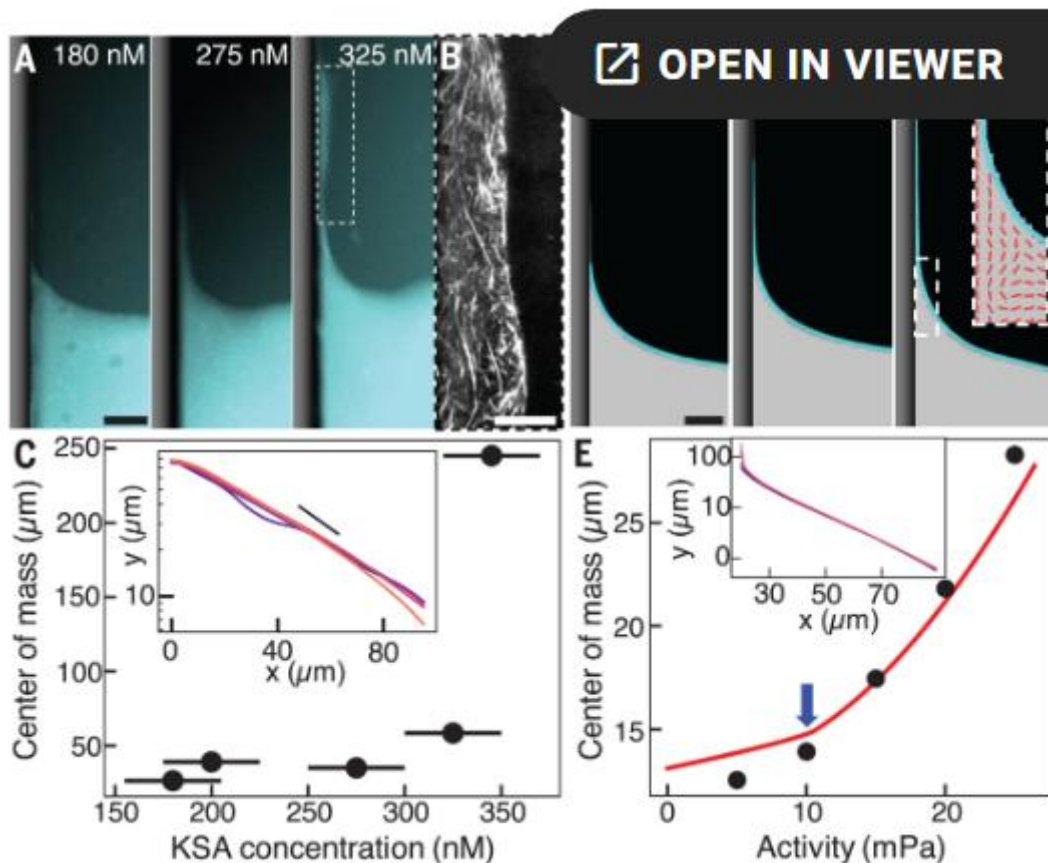 A 180 nM 275 nM 325 nM B
OPEN IN VIEWER
C
250
200
150
100
50
Center of mass (µm)
150 200 250 300 350
KSA concentration (nM)
y (µm)
10
0 40 80
x (µm)
E
25
20
15
Center of mass (µm)
0 10 20
Activity (mPa)
100
10
0
y (µm)
30 50 70
x (µm)